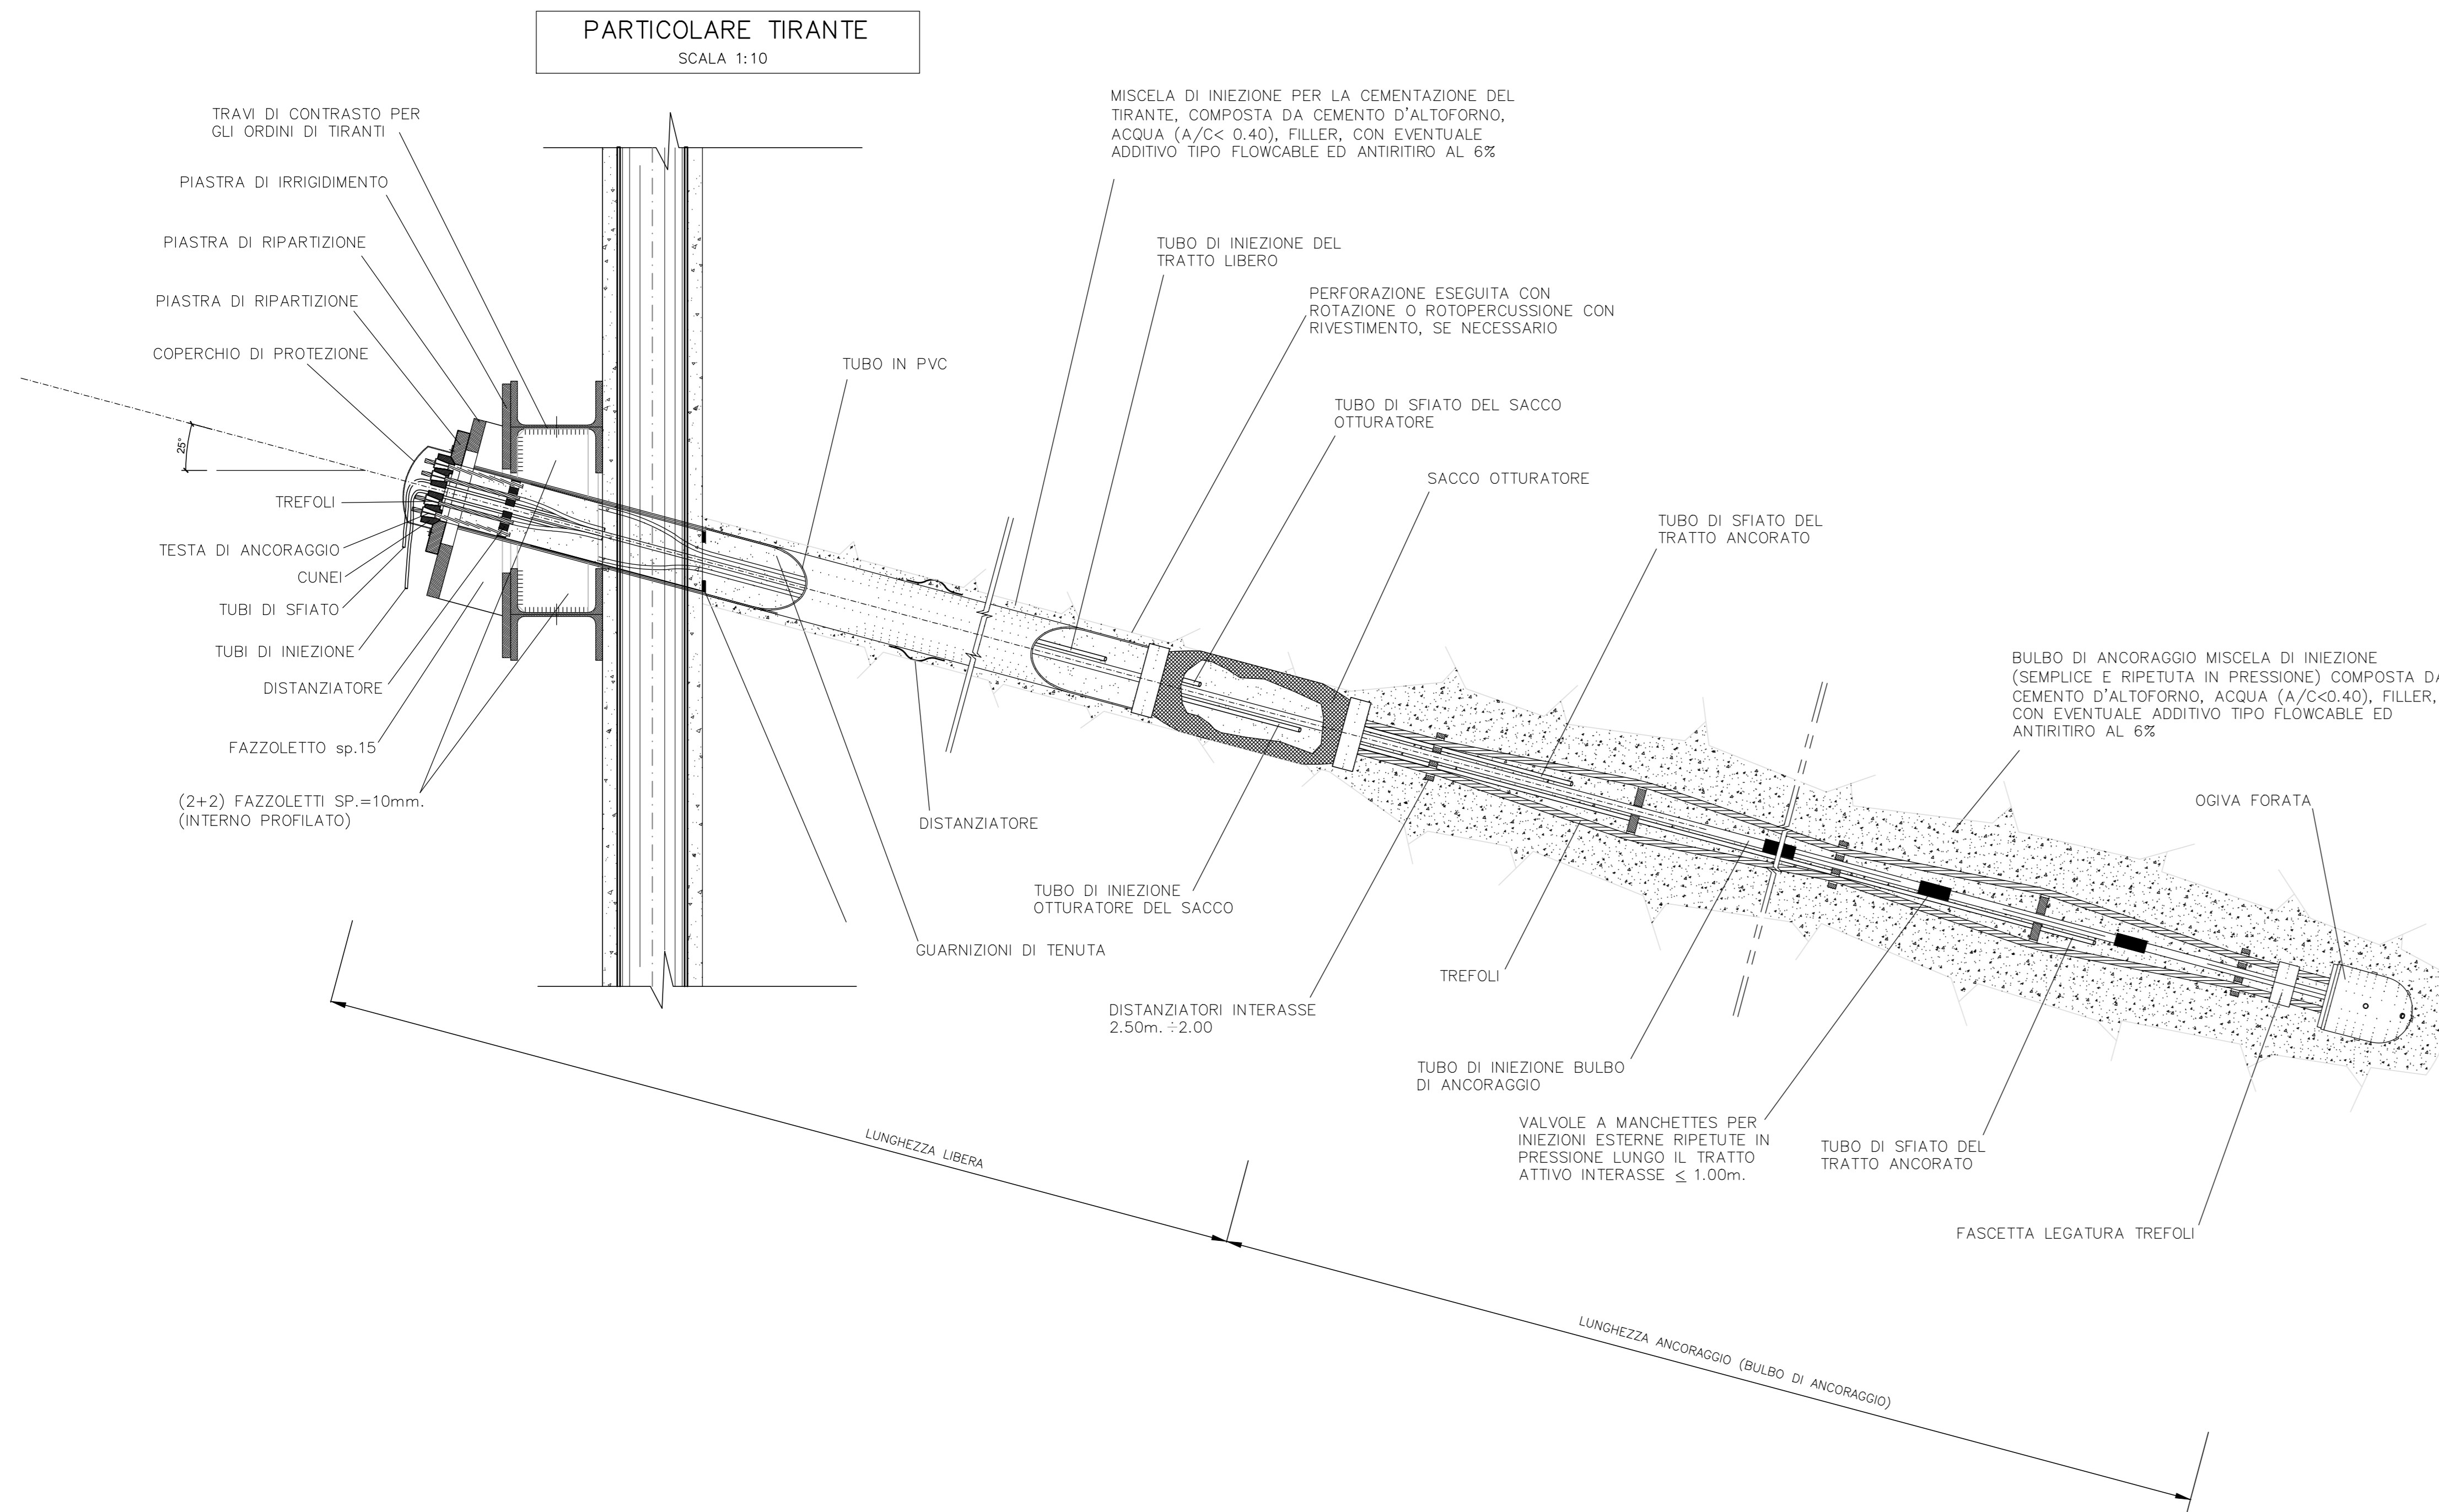 PARTICOLARE TIRANTE
SCALA 1:10
TRAVI DI CONTRASTO PER
GLI ORDINI DI TIRANTI
PIASTRA DI IRRIGIDIMENTO
PIASTRA DI RIPARTIZIONE
PIASTRA DI RIPARTIZIONE
COPERCHIO DI PROTEZIONE
25°
TREFOLI
TESTA DI ANCORAGGIO
CUNEI
TUBI DI SFIATO
TUBI DI INIEZIONE
DISTANZIATORE
FAZZOLETTO sp.15
(2+2) FAZZOLETTI SP.=10mm.
(INTERNO PROFILATO)
MISCELA DI INIEZIONE PER LA CEMENTAZIONE DEL
TIRANTE, COMPOSTA DA CEMENTO D'ALTOFORNO,
ACQUA (A/C< 0.40), FILLER, CON EVENTUALE
ADDITIVO TIPO FLOWCABLE ED ANTIRITIRO AL 6%
TUBO DI INIEZIONE DEL
TRATTO LIBERO
PERFORAZIONE ESEGUITA CON
ROTAZIONE O ROTOPERCUSSIONE CON
RIVESTIMENTO, SE NECESSARIO
TUBO IN PVC
TUBO DI SFIATO DEL SACCO
OTTURATORE
SACCO OTTURATORE
TUBO DI SFIATO DEL
TRATTO ANCORATO
BULBO DI ANCORAGGIO MISCELA DI INIEZIONE
(SEMPLICE E RIPETUTA IN PRESSIONE) COMPOSTA DA
CEMENTO D'ALTOFORNO, ACQUA (A/C<0.40), FILLER,
CON EVENTUALE ADDITIVO TIPO FLOWCABLE ED
ANTIRITIRO AL 6%
OGIVA FORATA
DISTANZIATORE
TUBO DI INIEZIONE
OTTURATORE DEL SACCO
GUARNIZIONI DI TENUTA
TREFOLI
DISTANZIATORI INTERASSE
2.50m.÷2.00
TUBO DI INIEZIONE BULBO
DI ANCORAGGIO
VALVOLE A MANCHETTES PER
INIEZIONI ESTERNE RIPETUTE IN
PRESSIONE LUNGO IL TRATTO
ATTIVO INTERASSE ≤ 1.00m.
TUBO DI SFIATO DEL
TRATTO ANCORATO
FASCETTA LEGATURA TREFOLI
LUNGHEZZA LIBERA
LUNGHEZZA ANCORAGGIO (BULBO DI ANCORAGGIO)